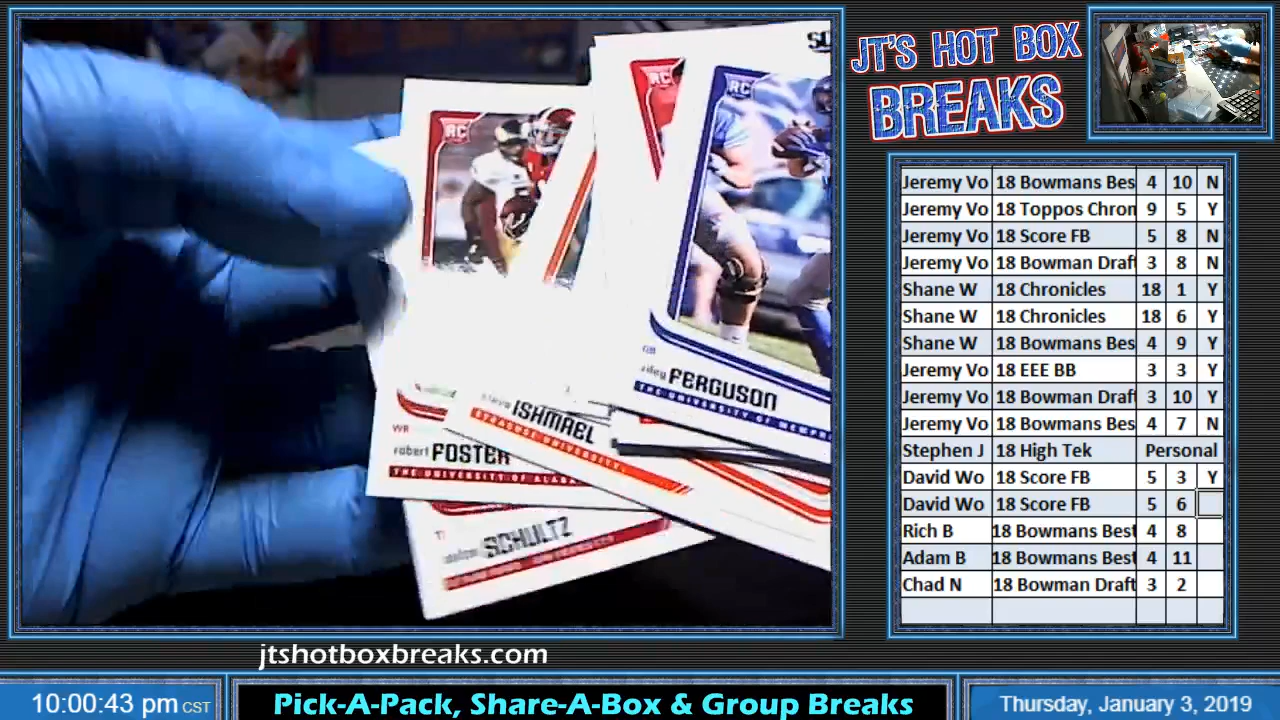 JT'S HOT BOX
BREAKS
RC
RC
RC
QB
riley FERGUSON
THE UNIVERSITY OF MEMPH
ISHMAEL
SYRACUSE UNIVERSITY
WR
robert FOSTER
THE UNIVERSITY OF ALABA
SCHULTZ
Jeremy Vo 18 Bowmans Bes 4 10 N
Jeremy Vo 18 Toppos Chron 9 5 Y
Jeremy Vo 18 Score FB 5 8 N
Jeremy Vo 18 Bowman Draft 3 8 N
Shane W 18 Chronicles 18 1 Y
Shane W 18 Chronicles 18 6 Y
Shane W 18 Bowmans Bes 4 9 Y
Jeremy Vo 18 EEE BB 3 3 Y
Jeremy Vo 18 Bowman Draft 3 10 Y
Jeremy Vo 18 Bowmans Bes 4 7 N
Stephen J 18 High Tek Personal
David Wo 18 Score FB 5 3 Y
David Wo 18 Score FB 5 6
Rich B 18 Bowmans Best 4 8
Adam B 18 Bowmans Best 4 11
Chad N 18 Bowman Draft 3 2
jtshotboxbreaks.com
10:00:43 pm CST
Pick-A-Pack, Share-A-Box & Group Breaks
Thursday, January 3, 2019